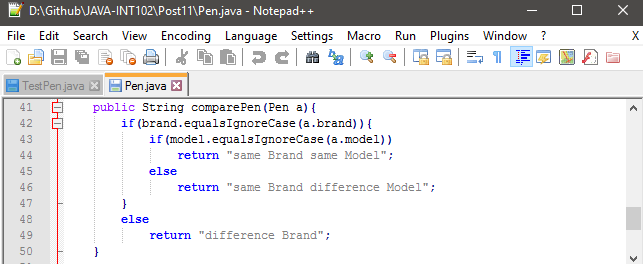 D:\Github\JAVA-INT102\Post11\Pen.java - Notepad++
File Edit Search View Encoding Language Settings Macro Run Plugins Window ? X
TestPen.java Pen.java
41 public String comparePen(Pen a){
42 if(brand.equalsIgnoreCase(a.brand)){
43 if(model.equalsIgnoreCase(a.model))
44 return "same Brand same Model";
45 else
46 return "same Brand difference Model";
47 }
48 else
49 return "difference Brand";
50 }